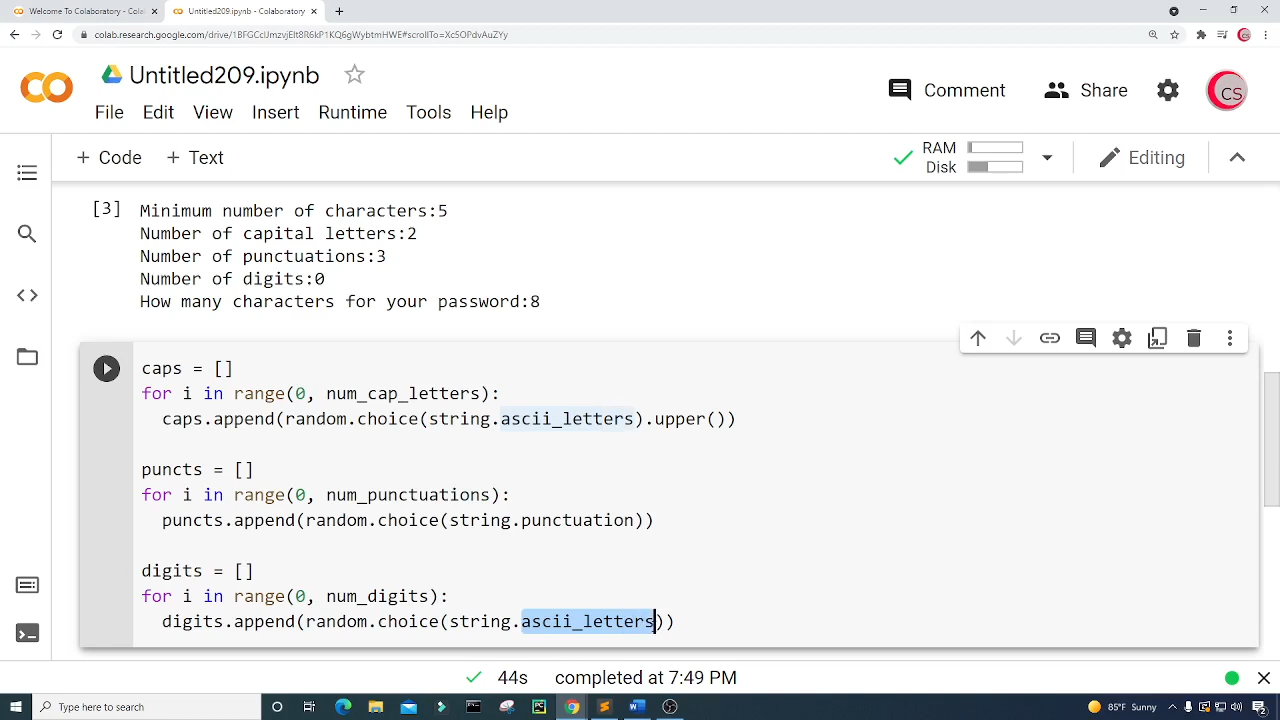 Welcome To Colaboratory - Colal
Untitled209.ipynb - Colaboratory
colab.research.google.com/drive/1BFGCclJmzvjElt8R6kP1KQ6gWybtmHWE#scrollTo=Xc5OPdvAuZYy
Untitled209.ipynb
File Edit View Insert Runtime Tools Help
Comment Share CS
+ Code + Text
RAM
Disk
Editing
[3] Minimum number of characters:5
Number of capital letters:2
Number of punctuations:3
Number of digits:0
How many characters for your password:8
caps = []
for i in range(0, num_cap_letters):
caps.append(random.choice(string.ascii_letters).upper())
puncts = []
for i in range(0, num_punctuations):
puncts.append(random.choice(string.punctuation))
digits = []
for i in range(0, num_digits):
digits.append(random.choice(string.ascii_letters))
44s completed at 7:49 PM
Type here to search
85°F Sunny
7:49 PM